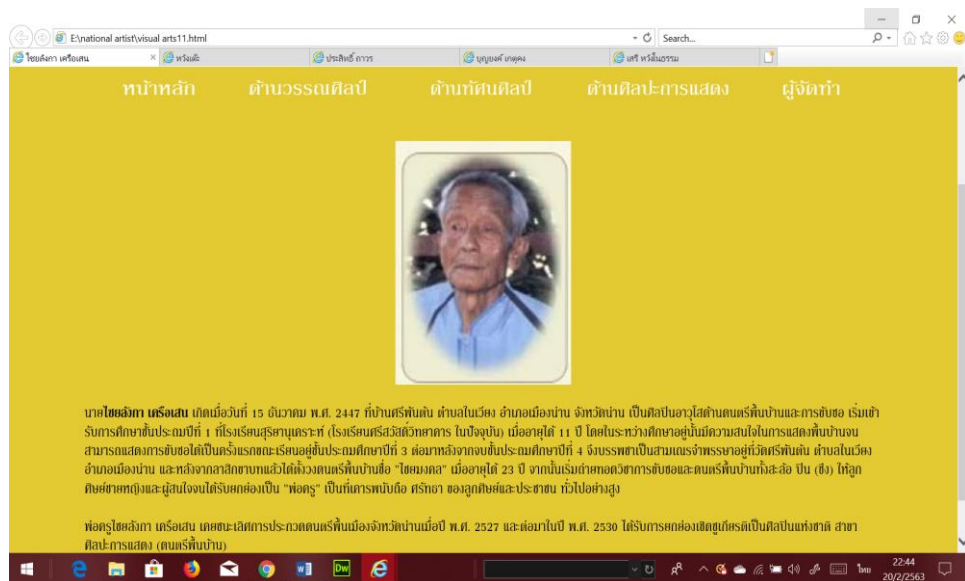 E:\national artist\visual arts11.html
Search...
ไชยลังกา เครือเสน
หวังเต๊ะ
ประสิทธิ์ ถาวร
บุญยงค์ เกตุคง
เสรี หวังในธรรม
หน้าหลัก ด้านวรรณศิลป์ ด้านทัศนศิลป์ ด้านศิลปะการแสดง ผู้จัดทำ
นายไชยลังกา เครือเสน เกิดเมื่อวันที่ 15 ธันวาคม พ.ศ. 2447 ที่บ้านศรีพันต้น ตำบลในเวียง อำเภอเมืองน่าน จังหวัดน่าน เป็นศิลปินอาวุโสด้านดนตรีพื้นบ้านและการขับซอ เริ่มเข้า
รับการศึกษาชั้นประถมปีที่ 1 ที่โรงเรียนสุริยานุเคราะห์ (โรงเรียนศรีสวัสดิ์วิทยาคาร ในปัจจุบัน) เมื่ออายุได้ 11 ปี โดยในระหว่างศึกษาอยู่นั้นมีความสนใจในการแสดงพื้นบ้านจน
สามารถแสดงการขับซอได้เป็นครั้งแรกขณะเรียนอยู่ชั้นประถมศึกษาปีที่ 3 ต่อมาหลังจากจบชั้นประถมศึกษาปีที่ 4 จึงบรรพชาเป็นสามเณรจำพรรษาอยู่ที่วัดศรีพันต้น ตำบลในเวียง
อำเภอเมืองน่าน และหลังจากลาสิกขาบทแล้วได้ตั้งวงดนตรีพื้นบ้านชื่อ "ไชยมงคล" เมื่ออายุได้ 23 ปี จากนั้นเริ่มถ่ายทอดวิชาการขับซอและดนตรีพื้นบ้านทั้งสะล้อ ปิน (ซึง) ให้ลูก
ศิษย์ชายหญิงและผู้สนใจจนได้รับยกย่องเป็น "พ่อครู" เป็นที่เคารพนับถือ ศรัทธา ของลูกศิษย์และประชาชน ทั่วไปอย่างสูง
พ่อครูไชยลังกา เครือเสน เคยชนะเลิศการประกวดดนตรีพื้นเมืองจังหวัดน่านเมื่อปี พ.ศ. 2527 และต่อมาในปี พ.ศ. 2530 ได้รับการยกย่องเชิดชูเกียรติเป็นศิลปินแห่งชาติ สาขา
ศิลปะการแสดง (ดนตรีพื้นบ้าน)
Dw
ไทย
22:44
20/2/2563